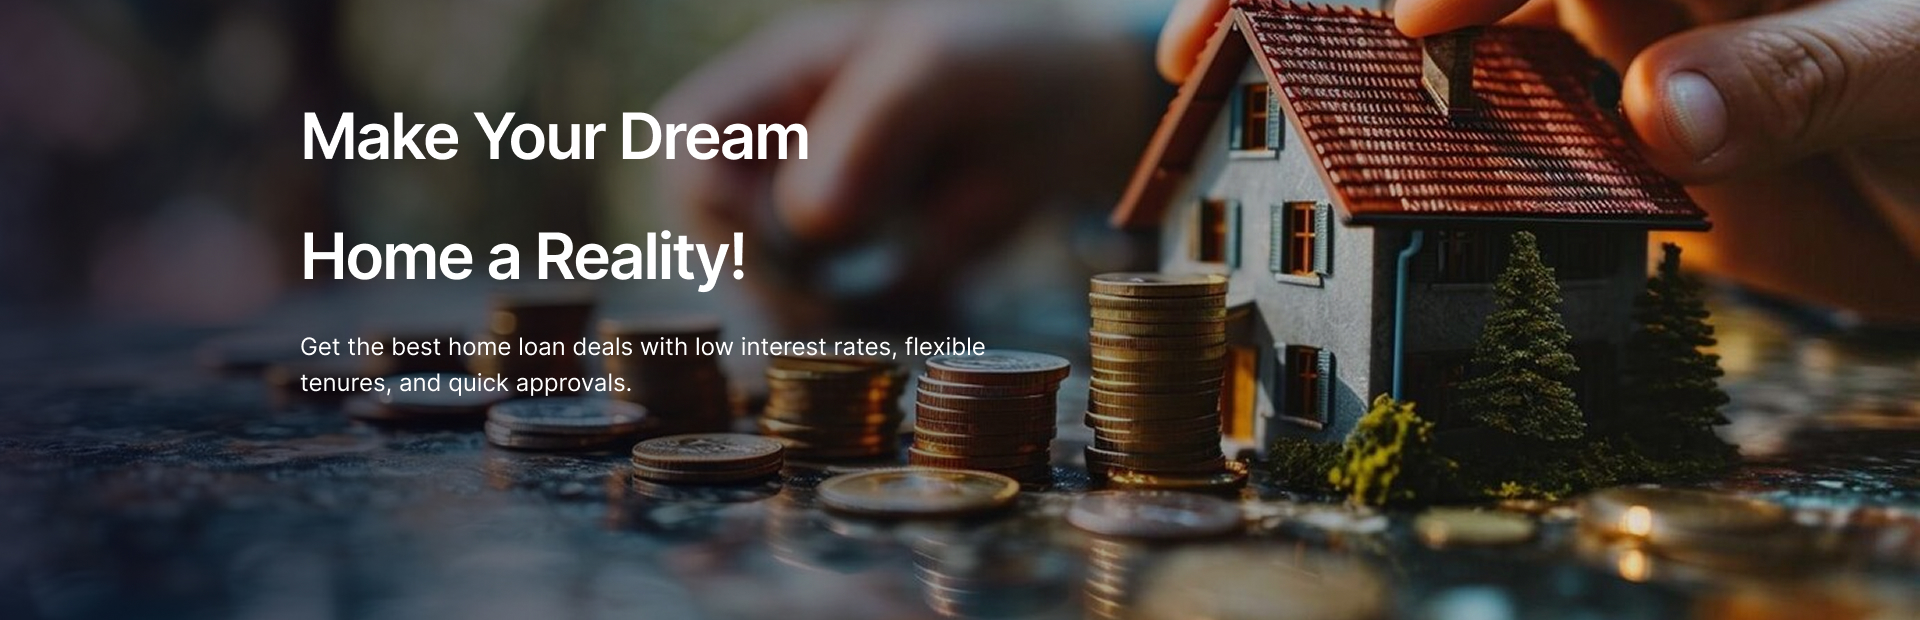 Make Your Dream
Home a Reality!
Get the best home loan deals with low interest rates, flexible
tenures, and quick approvals.